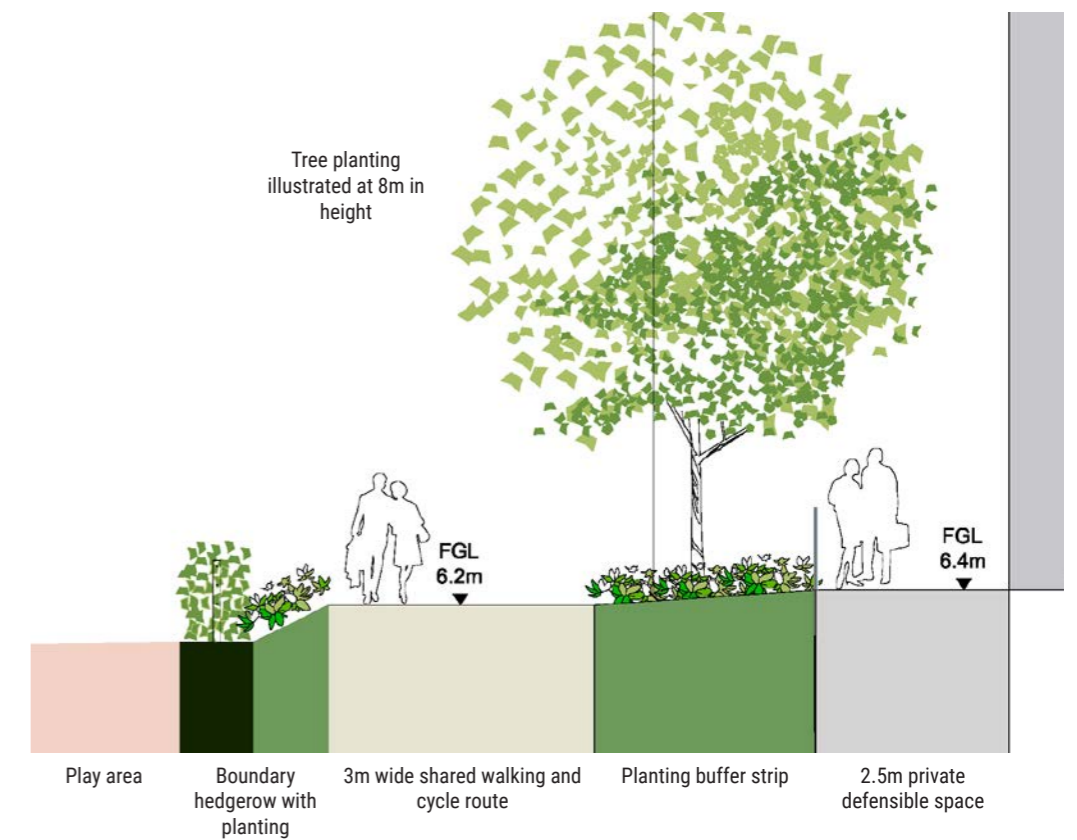 Tree planting
illustrated at 8m in
height
FGL
6.2m
FGL
6.4m
Play area
Boundary
hedgerow with
planting
3m wide shared walking and
cycle route
Planting buffer strip
2.5m private
defensible space